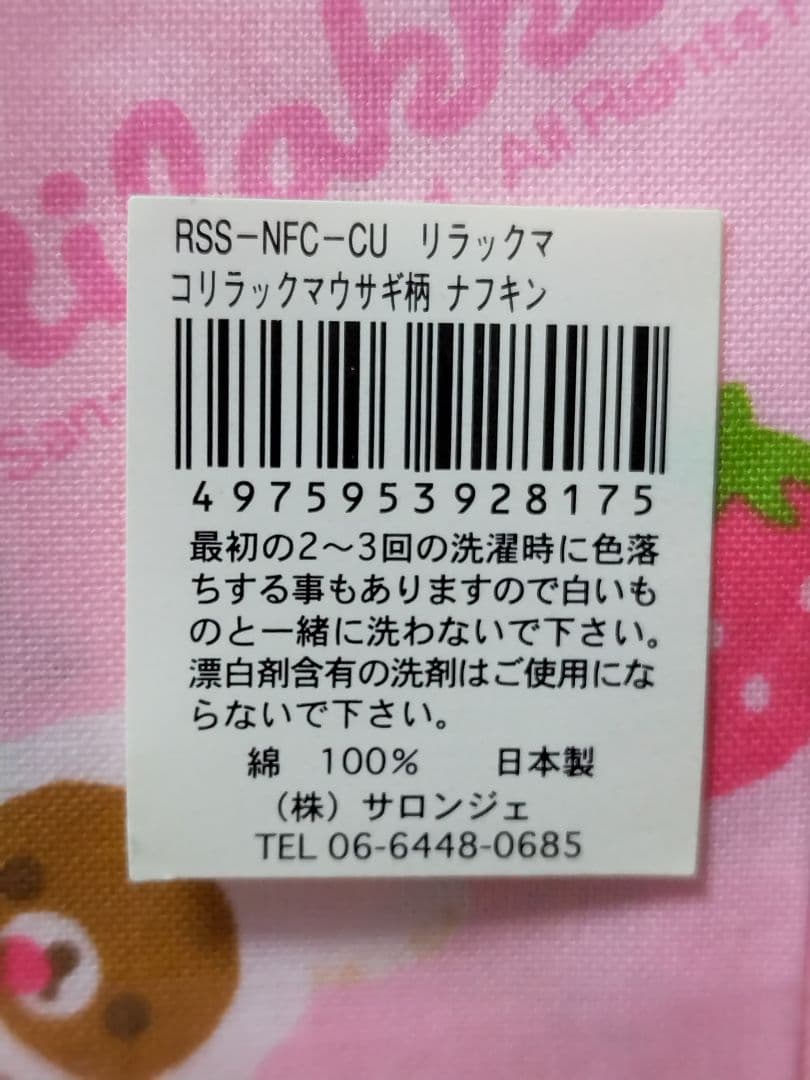 All Rights
San-
RSS-NFC-CU リラックマ
コリラックマウサギ柄 ナフキン
4975953928175
最初の2～3回の洗濯時に色落
ちする事もありますので白いも
のと一緒に洗わないで下さい。
漂白剤含有の洗剤はご使用にな
らないで下さい。
綿 100% 日本製
（株）サロンジェ
TEL 06-6448-0685